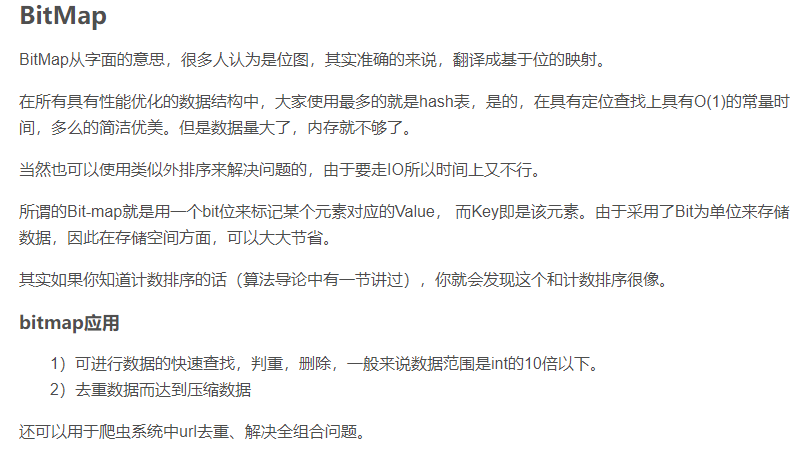 BitMap
BitMap从字面的意思，很多人认为是位图，其实准确的来说，翻译成基于位的映射。
在所有具有性能优化的数据结构中，大家使用最多的就是hash表，是的，在具有定位查找上具有O(1)的常量时
间，多么的简洁优美。但是数据量大了，内存就不够了。
当然也可以使用类似外排序来解决问题的，由于要走IO所以时间上又不行。
所谓的Bit-map就是用一个bit位来标记某个元素对应的Value， 而Key即是该元素。由于采用了Bit为单位来存储
数据，因此在存储空间方面，可以大大节省。
其实如果你知道计数排序的话（算法导论中有一节讲过），你就会发现这个和计数排序很像。
bitmap应用
1）可进行数据的快速查找，判重，删除，一般来说数据范围是int的10倍以下。
2）去重数据而达到压缩数据
还可以用于爬虫系统中url去重、解决全组合问题。